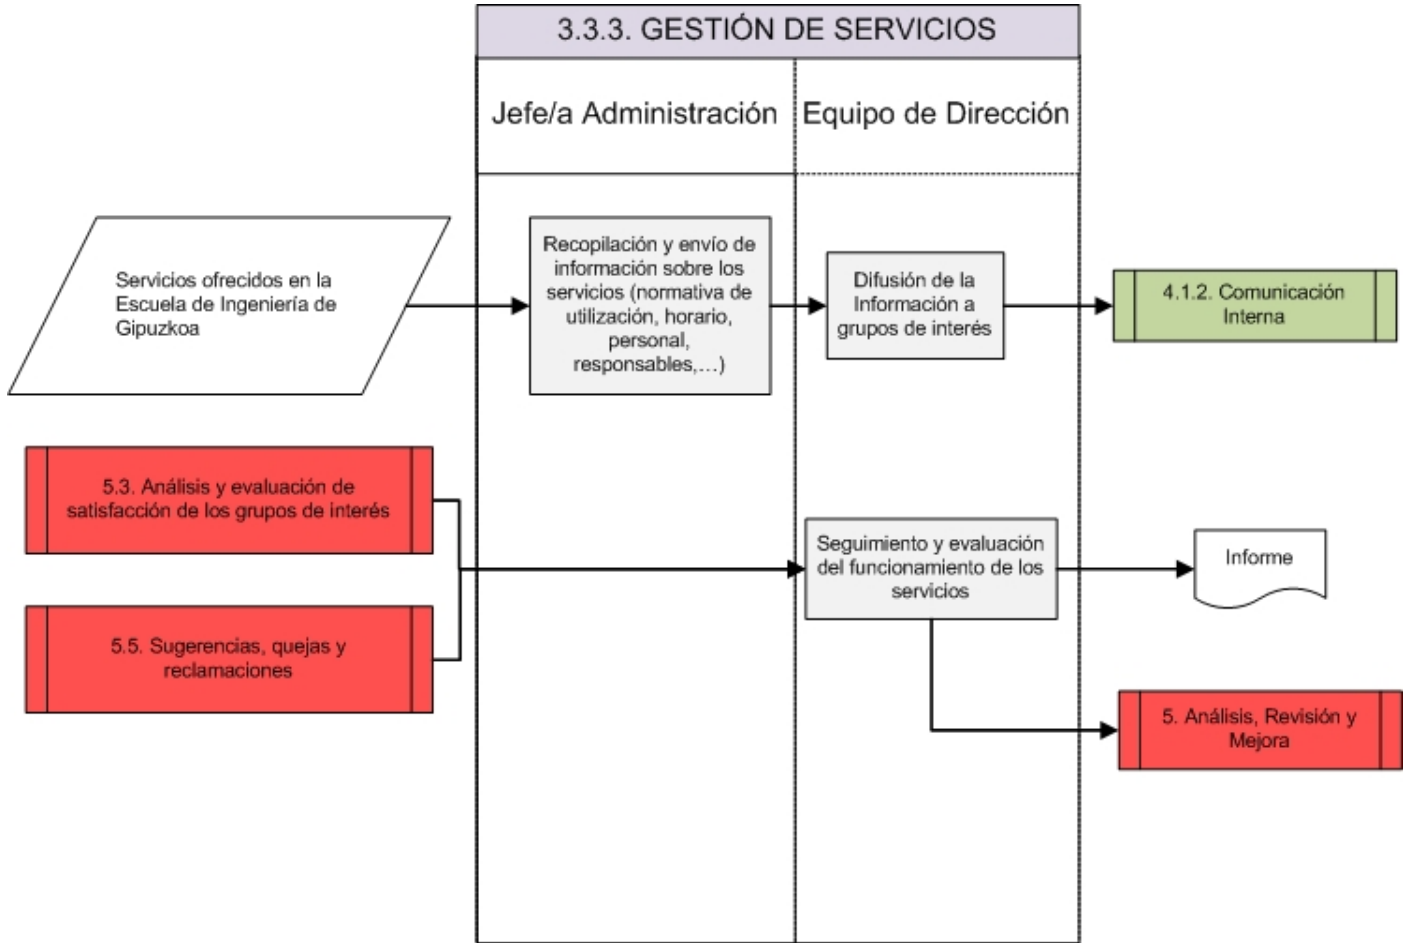 3.3.3. GESTIÓN DE SERVICIOS
Jefe/a Administración
Equipo de Dirección
Servicios ofrecidos en la
Escuela de Ingeniería de
Gipuzkoa
Recopilación y envío de
información sobre los
servicios (normativa de
utilización, horario,
personal,
responsables,…)
Difusión de la
Información a
grupos de interés
4.1.2. Comunicación
Interna
5.3. Análisis y evaluación de
satisfacción de los grupos de interés
5.5. Sugerencias, quejas y
reclamaciones
Seguimiento y evaluación
del funcionamiento de los
servicios
Informe
5. Análisis, Revisión y
Mejora